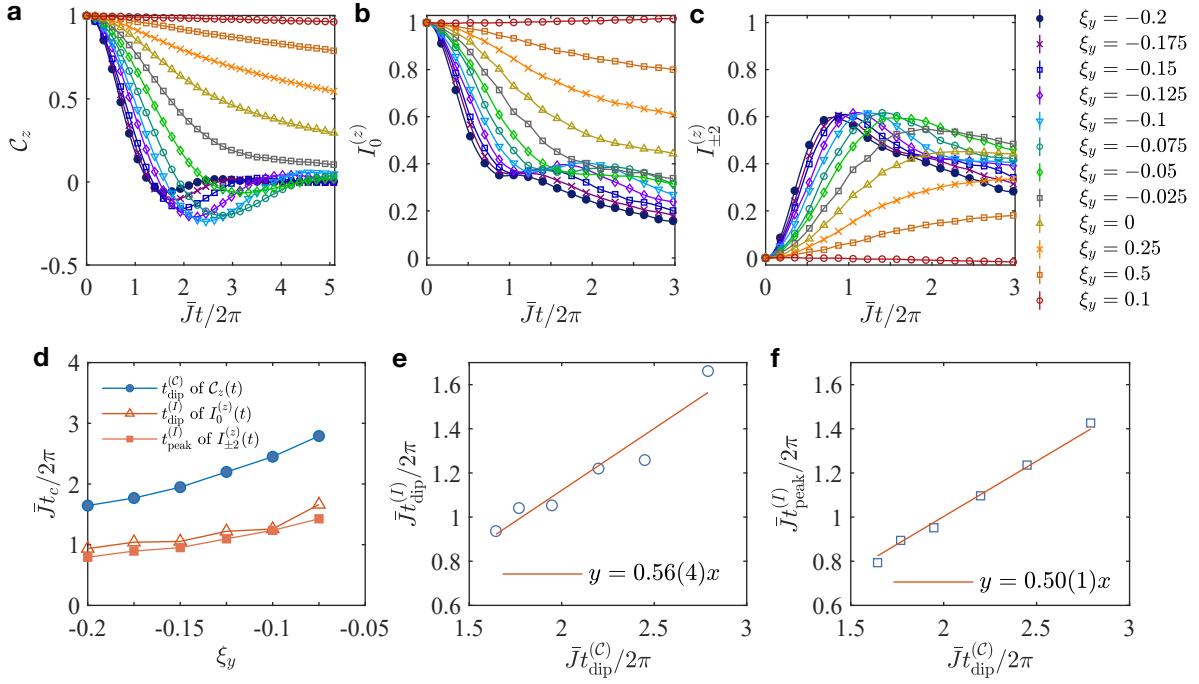 a
1
0.5
0
-0.5
𝒞_z
0 1 2 3 4 5
J̄t/2π
b
1
0.8
0.6
0.4
0.2
0
I_0^(z)
0 1 2 3
J̄t/2π
c
1
0.8
0.6
0.4
0.2
0
I_{±2}^(z)
0 1 2 3
J̄t/2π
ξ_y = −0.2
ξ_y = −0.175
ξ_y = −0.15
ξ_y = −0.125
ξ_y = −0.1
ξ_y = −0.075
ξ_y = −0.05
ξ_y = −0.025
ξ_y = 0
ξ_y = 0.25
ξ_y = 0.5
ξ_y = 0.1
d
4
3
2
1
0
J̄t_c/2π
t_dip^(𝒞) of 𝒞_z(t)
t_dip^(I) of I_0^(z)(t)
t_peak^(I) of I_{±2}^(z)(t)
-0.2 -0.15 -0.1 -0.05
ξ_y
e
1.6
1.4
1.2
1
0.8
0.6
J̄t_dip^(I)/2π
y = 0.56(4)x
1.5 2 2.5 3
J̄t_dip^(𝒞)/2π
f
1.6
1.4
1.2
1
0.8
0.6
J̄t_peak^(I)/2π
y = 0.50(1)x
1.5 2 2.5 3
J̄t_dip^(𝒞)/2π